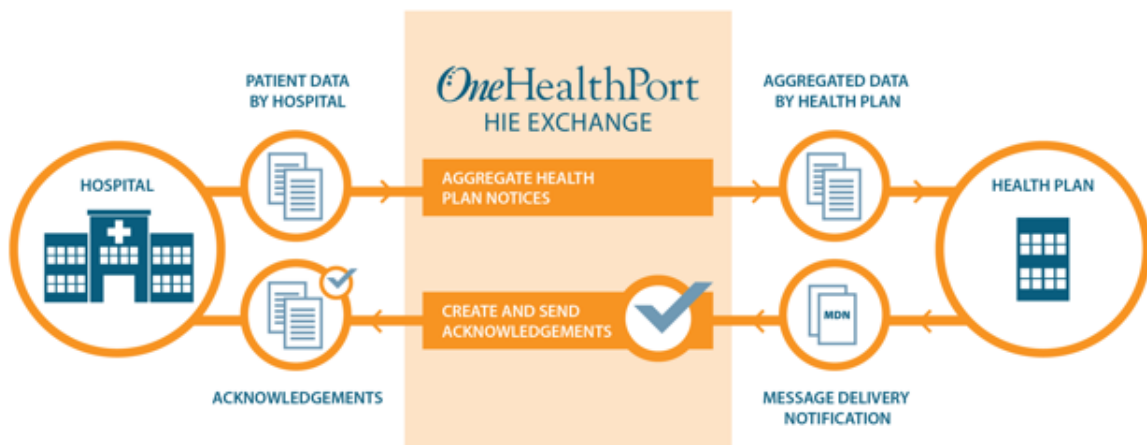 PATIENT DATA
BY HOSPITAL
OneHealthPort
HIE EXCHANGE
AGGREGATED DATA
BY HEALTH PLAN
HOSPITAL
AGGREGATE HEALTH
PLAN NOTICES
HEALTH PLAN
CREATE AND SEND
ACKNOWLEDGEMENTS
MDN
ACKNOWLEDGEMENTS
MESSAGE DELIVERY
NOTIFICATION